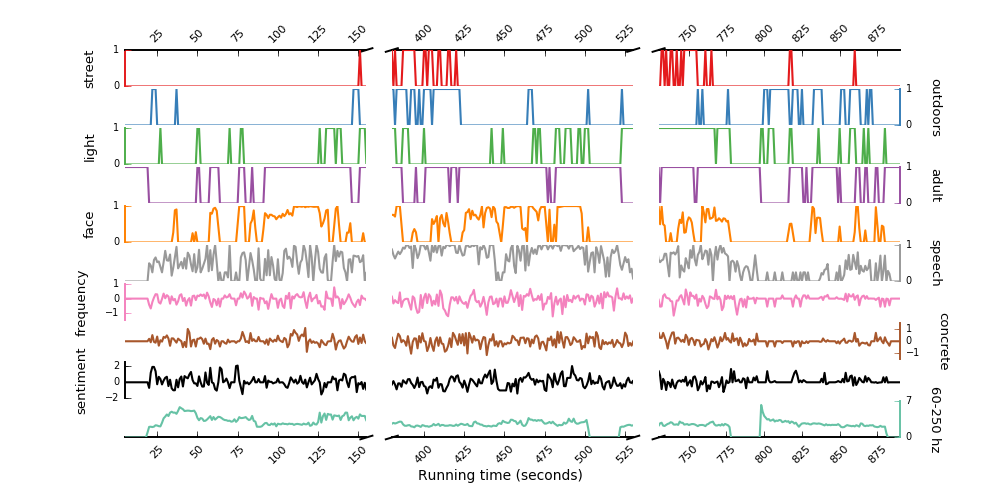 25 50 75 100 125 150 400 425 450 475 500 525 750 775 800 825 850 875
street 1 0
outdoors 1 0
light 1 0
adult 1 0
face 1 0
speech 1 0
frequency 1 0 −1
concrete 1 0 −1
sentiment 2 0 −2
60-250 hz 7 0
25 50 75 100 125 150 400 425 450 475 500 525 750 775 800 825 850 875
Running time (seconds)